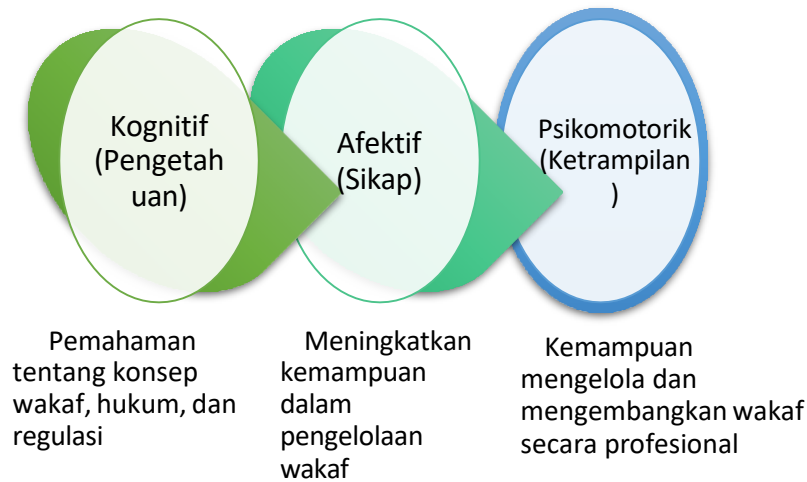 Kognitif
(Pengetah
uan)
Afektif
(Sikap)
Psikomotorik
(Ketrampilan
)
Pemahaman
tentang konsep
wakaf, hukum, dan
regulasi
Meningkatkan
kemampuan
dalam
pengelolaan
wakaf
Kemampuan
mengelola dan
mengembangkan wakaf
secara profesional